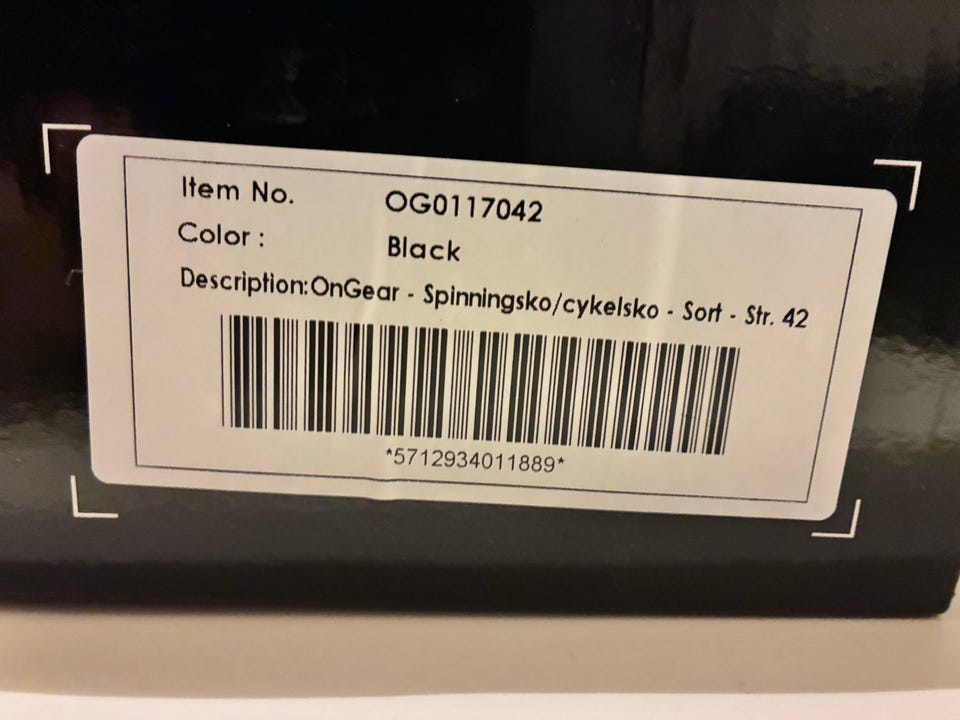 Item No. OG0117042
Color : Black
Description:OnGear - Spinningsko/cykelsko - Sort - Str. 42
*5712934011889*